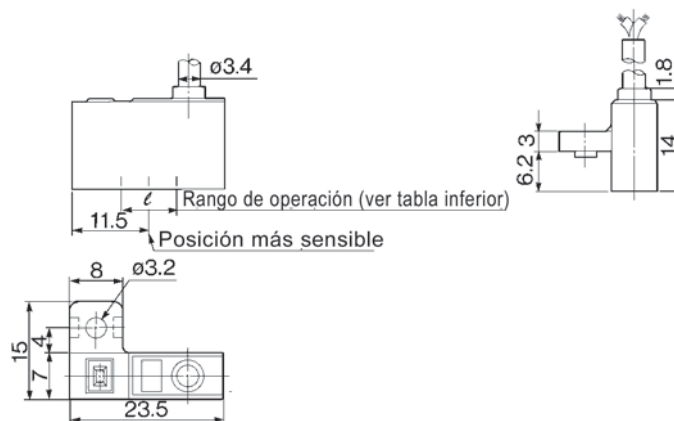 ø3.4
1.8
3
14
6.2
ℓ Rango de operación (ver tabla inferior)
11.5
Posición más sensible
8
ø3.2
15
4
7
23.5